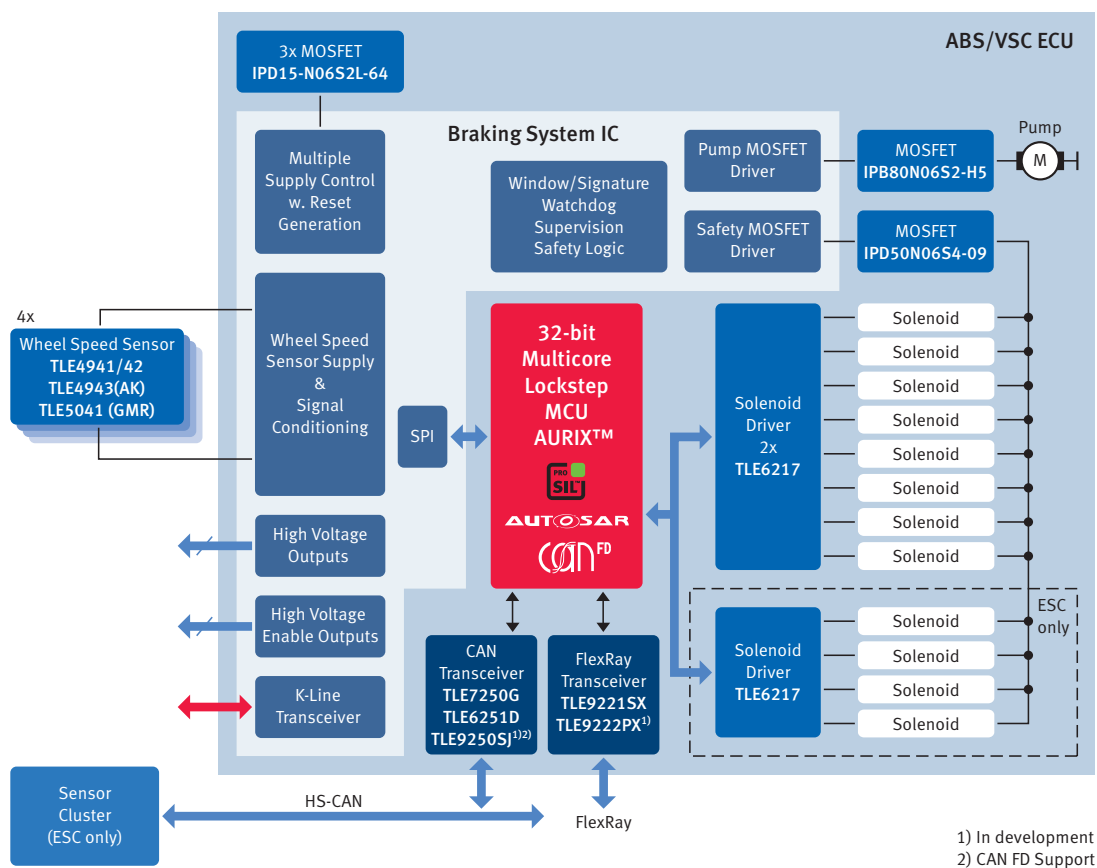 ABS/VSC ECU
3x MOSFET
IPD15-N06S2L-64
Braking System IC
Multiple
Supply Control
w. Reset
Generation
Window/Signature
Watchdog
Supervision
Safety Logic
Pump MOSFET
Driver
MOSFET
IPB80N06S2-H5
Pump
M
Safety MOSFET
Driver
MOSFET
IPD50N06S4-09
4x
Wheel Speed Sensor
TLE4941/42
TLE4943(AK)
TLE5041 (GMR)
Wheel Speed
Sensor Supply
&
Signal
Conditioning
SPI
32-bit
Multicore
Lockstep
MCU
AURIX™
PRO
SIL™
AUTOSAR
CAN FD
Solenoid
Driver
2x
TLE6217
Solenoid
Solenoid
Solenoid
Solenoid
Solenoid
Solenoid
Solenoid
Solenoid
High Voltage
Outputs
High Voltage
Enable Outputs
K-Line
Transceiver
CAN
Transceiver
TLE7250G
TLE6251D
TLE9250SJ1)2)
FlexRay
Transceiver
TLE9221SX
TLE9222PX1)
Solenoid
Driver
TLE6217
Solenoid
Solenoid
Solenoid
Solenoid
ESC
only
Sensor
Cluster
(ESC only)
HS-CAN
FlexRay
1) In development
2) CAN FD Support